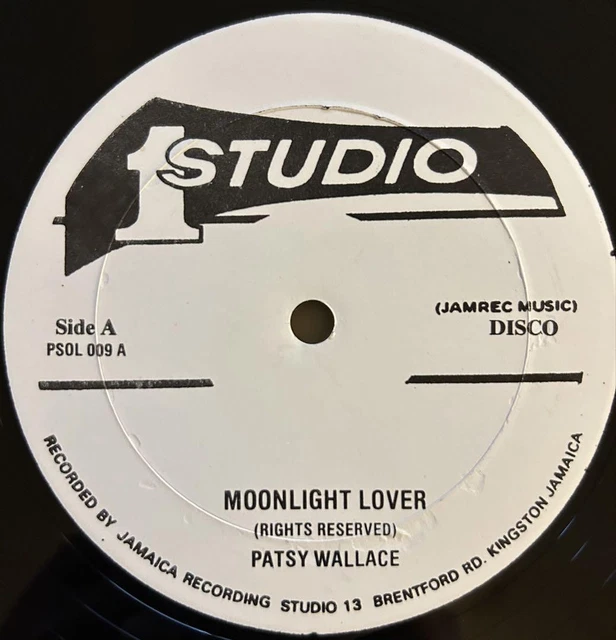 1 STUDIO
Side A
PSOL 009 A
(JAMREC MUSIC)
DISCO
MOONLIGHT LOVER
(RIGHTS RESERVED)
PATSY WALLACE
RECORDED BY JAMAICA RECORDING STUDIO 13 BRENTFORD RD. KINGSTON JAMAICA